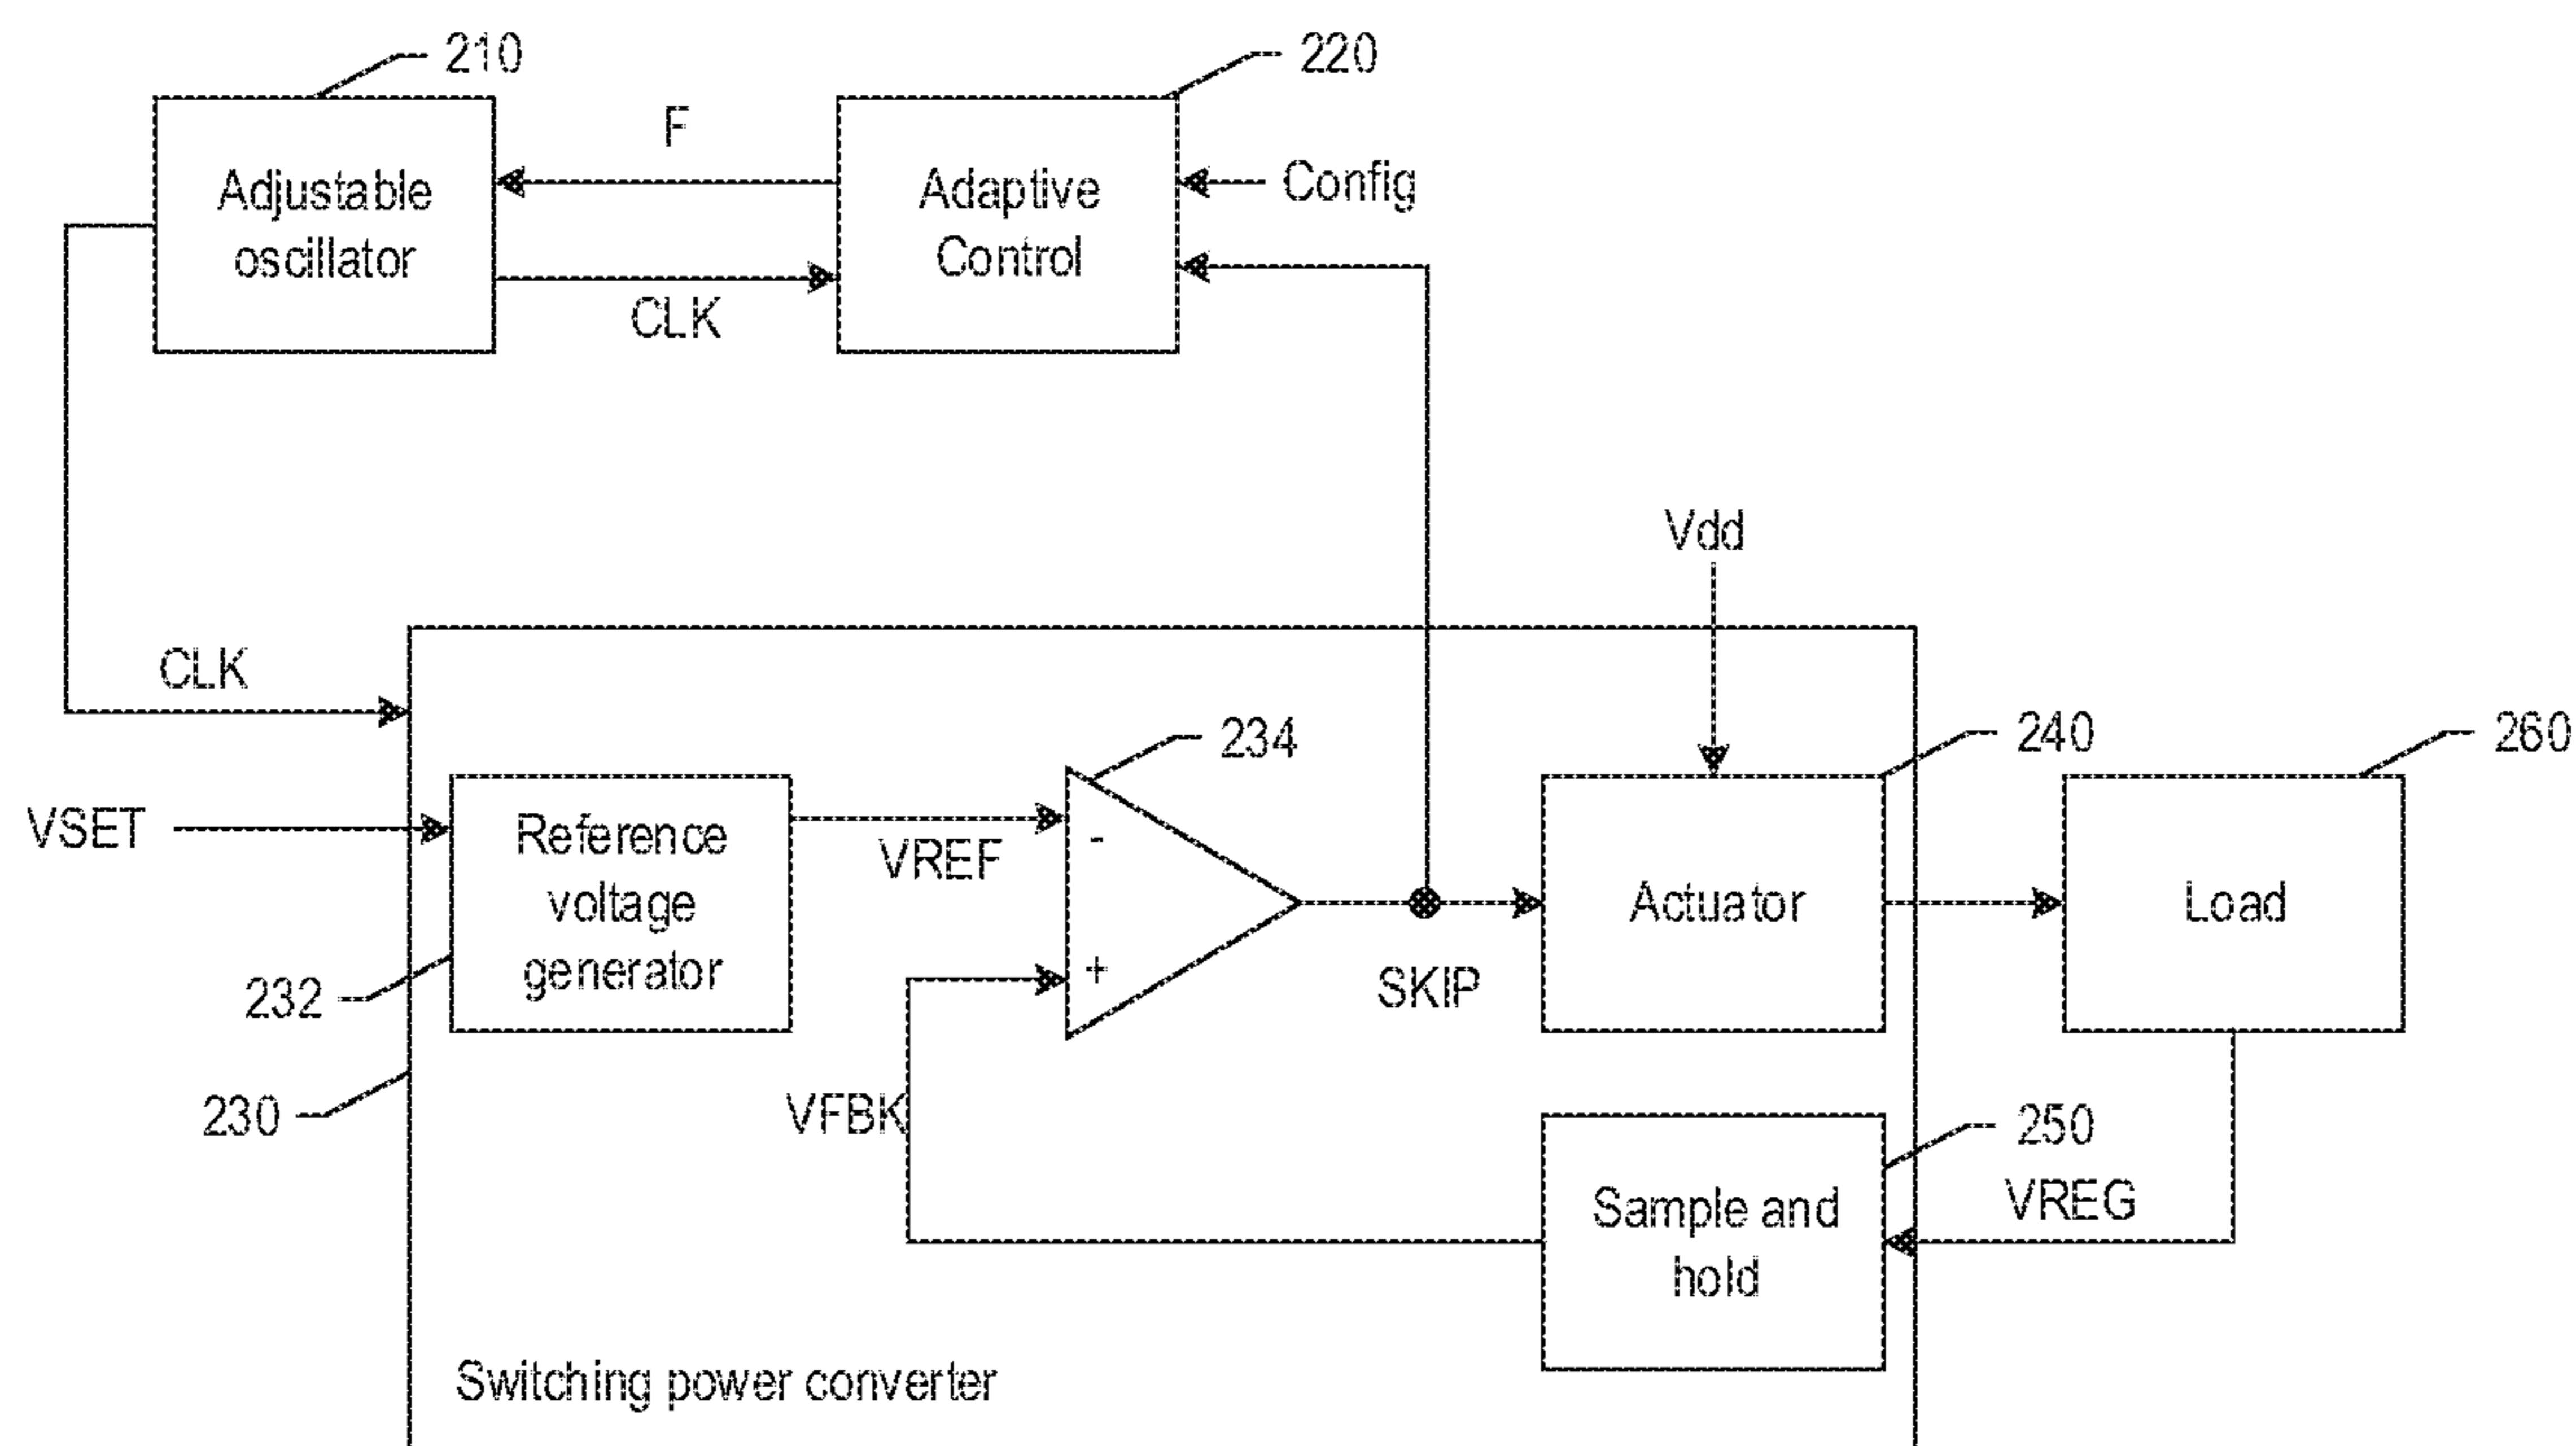 210
220
F
Adjustable
oscillator
Adaptive
Control
Config
CLK
Vdd
CLK
234
240
260
VSET
Reference
voltage
generator
VREF
-
+
Actuator
Load
SKIP
232
230
VFBK
250
Sample and
hold
VREG
Switching power converter